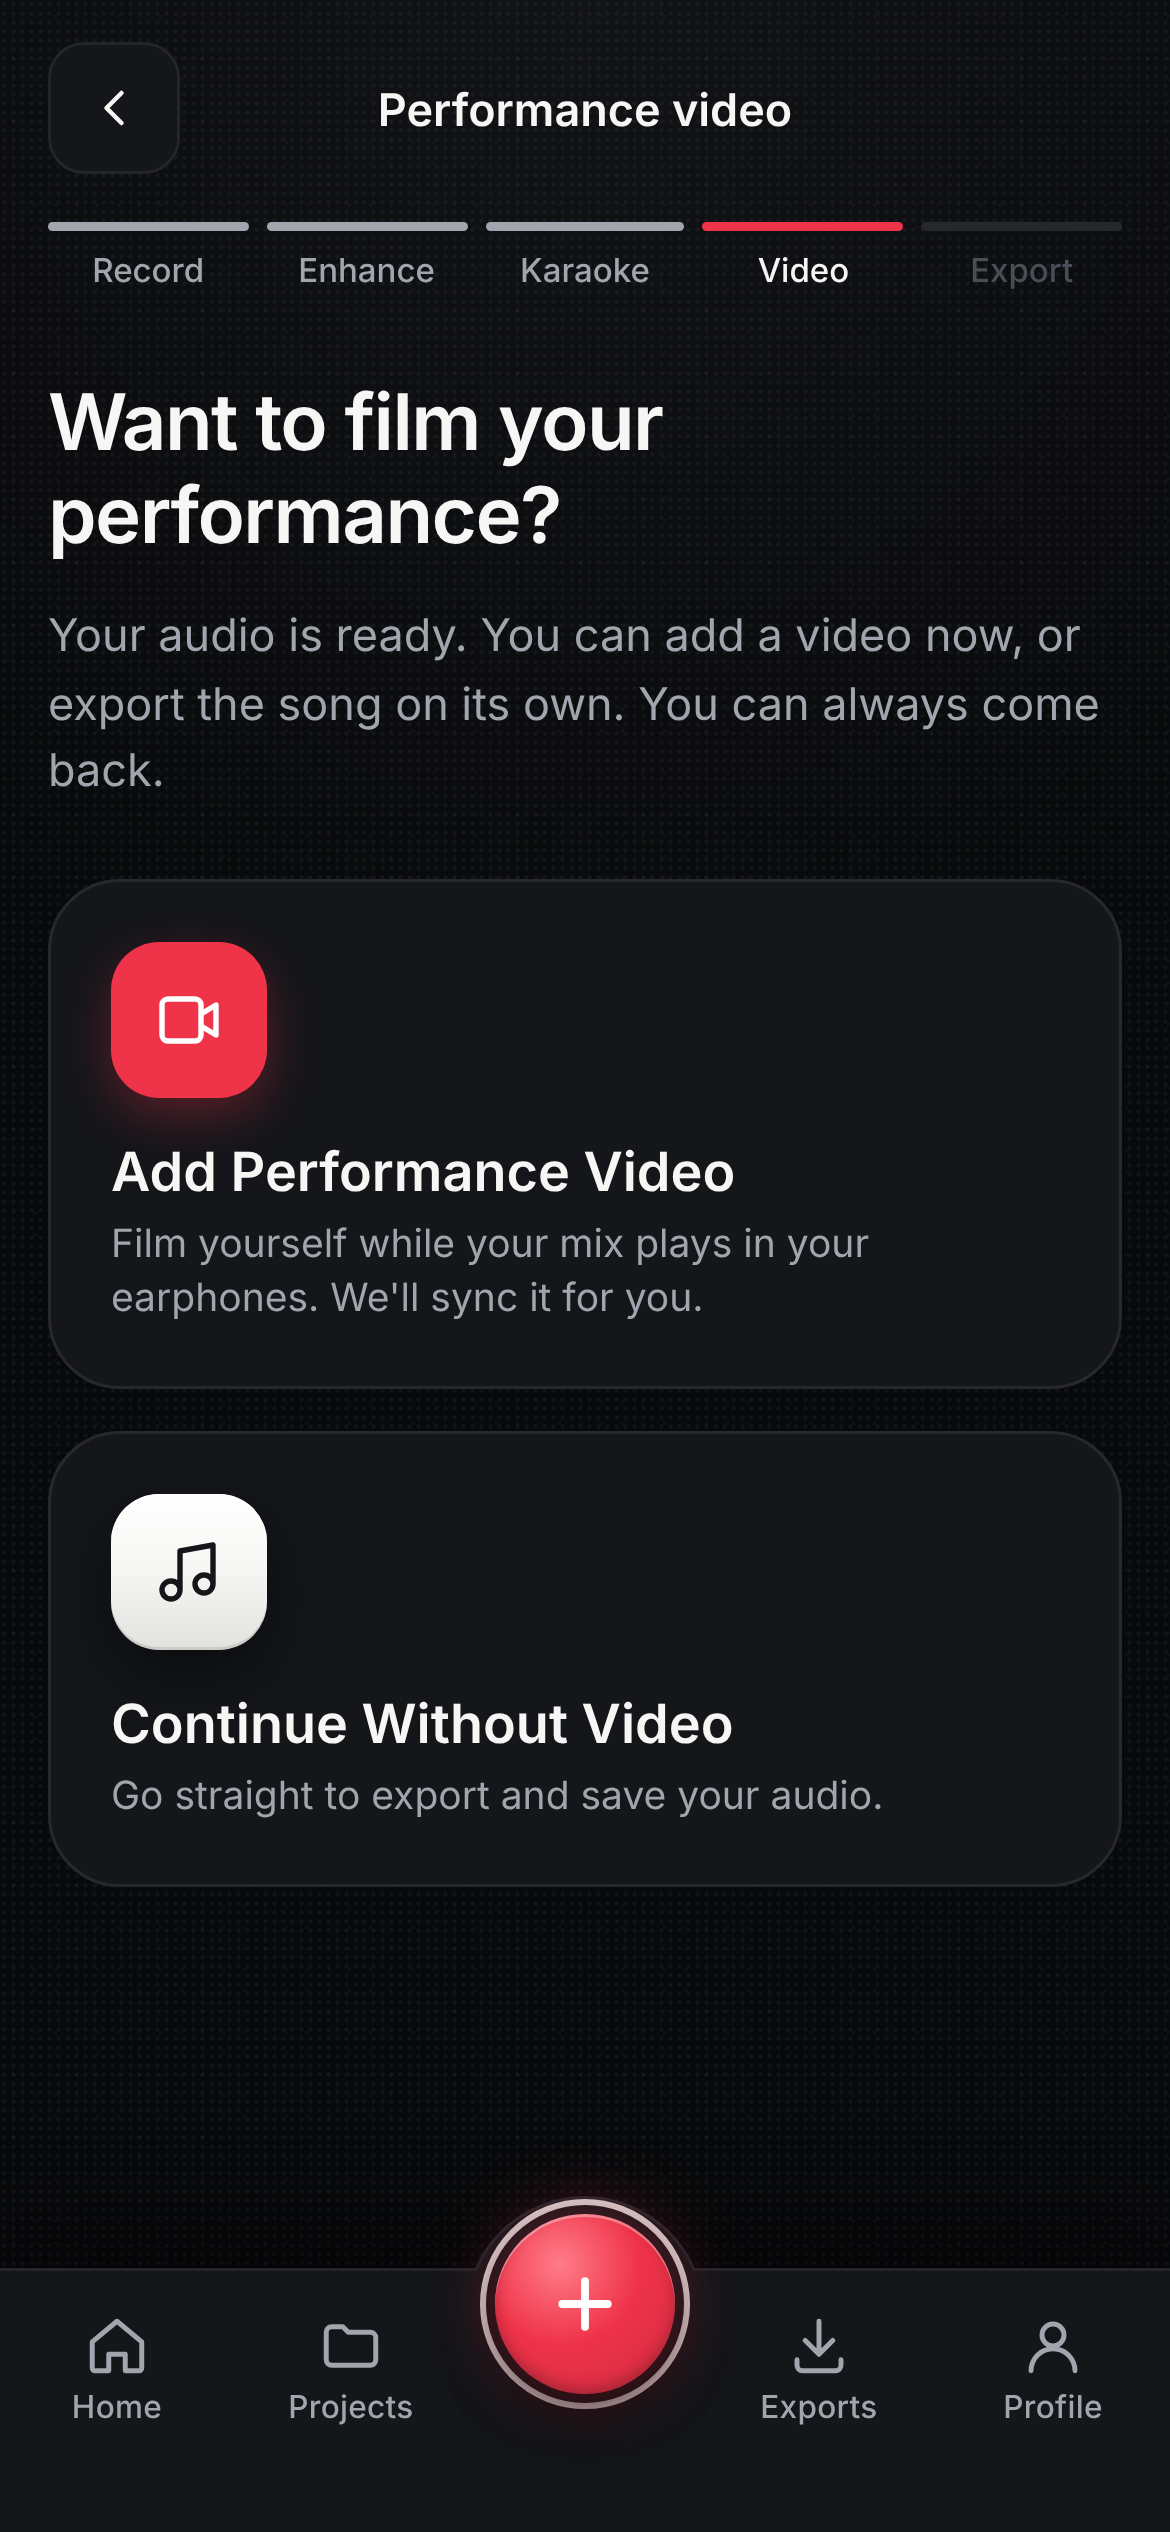 Performance video
Record Enhance Karaoke Video Export
Want to film your
performance?
Your audio is ready. You can add a video now, or
export the song on its own. You can always come
back.
Add Performance Video
Film yourself while your mix plays in your
earphones. We'll sync it for you.
Continue Without Video
Go straight to export and save your audio.
Home Projects Exports Profile